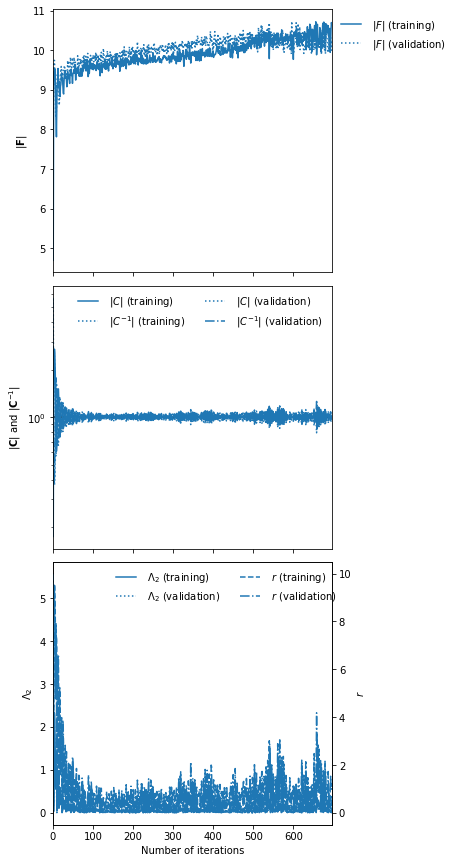 11
10
9
8
7
6
5
|F|
|F| (training)
|F| (validation)
|C| (training)
|C⁻¹| (training)
|C| (validation)
|C⁻¹| (validation)
10⁰
|C| and |C⁻¹|
Λ₂ (training)
Λ₂ (validation)
r (training)
r (validation)
5
4
3
2
1
0
Λ₂
10
8
6
4
2
0
r
0 100 200 300 400 500 600
Number of iterations